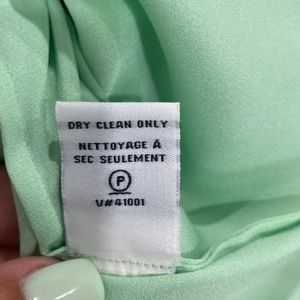 DRY CLEAN ONLY
NETTOYAGE À
SEC SEULEMENT
P
V#41001